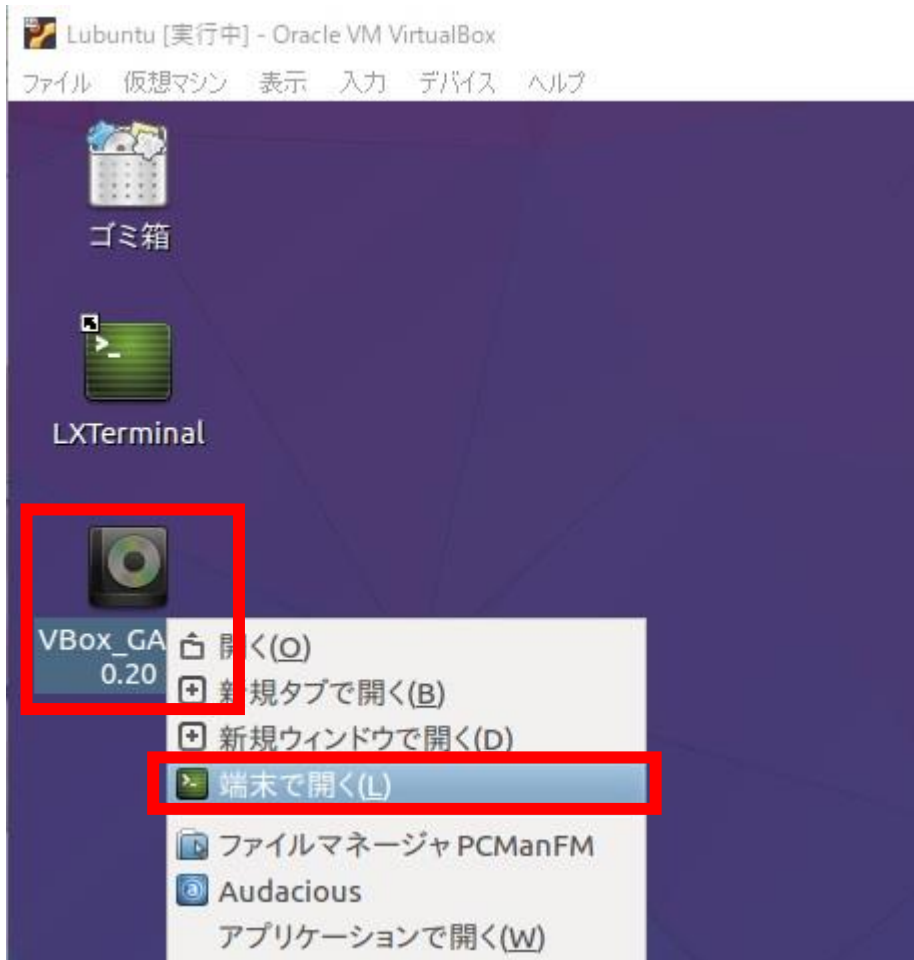 Lubuntu [実行中] - Oracle VM VirtualBox
ファイル 仮想マシン 表示 入力 デバイス ヘルプ
ゴミ箱
LXTerminal
VBox_GA
0.20
開く(O)
新規タブで開く(B)
新規ウィンドウで開く(D)
端末で開く(L)
ファイルマネージャ PCManFM
Audacious
アプリケーションで開く(W)